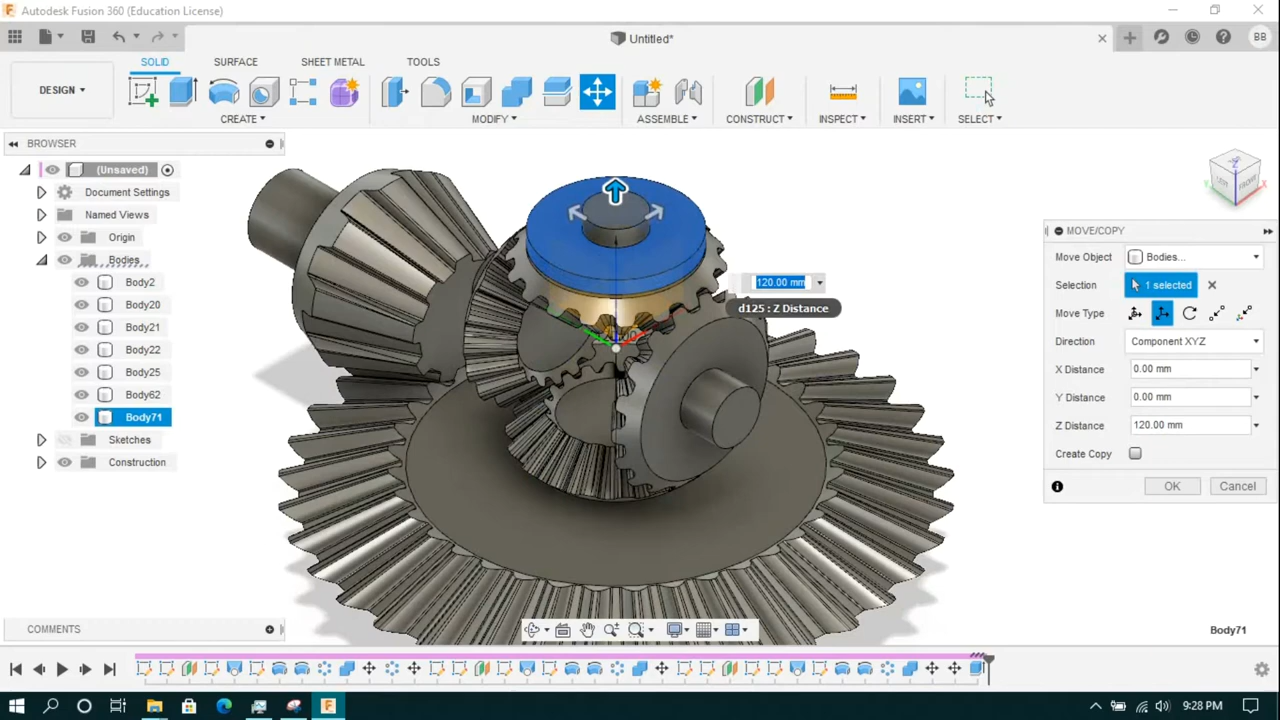 Autodesk Fusion 360 (Education License)
Untitled*
BB
SOLID
SURFACE
SHEET METAL
TOOLS
DESIGN
CREATE
MODIFY
ASSEMBLE
CONSTRUCT
INSPECT
INSERT
SELECT
BROWSER
(Unsaved)
Document Settings
Named Views
Origin
Bodies
Body2
Body20
Body21
Body22
Body25
Body62
Body71
Sketches
Construction
120.00 mm
d125 : Z Distance
LEFT
FRONT
MOVE/COPY
Move Object
Bodies...
Selection
1 selected
Move Type
Direction
Component XYZ
X Distance
0.00 mm
Y Distance
0.00 mm
Z Distance
120.00 mm
Create Copy
OK
Cancel
COMMENTS
Body71
9:28 PM